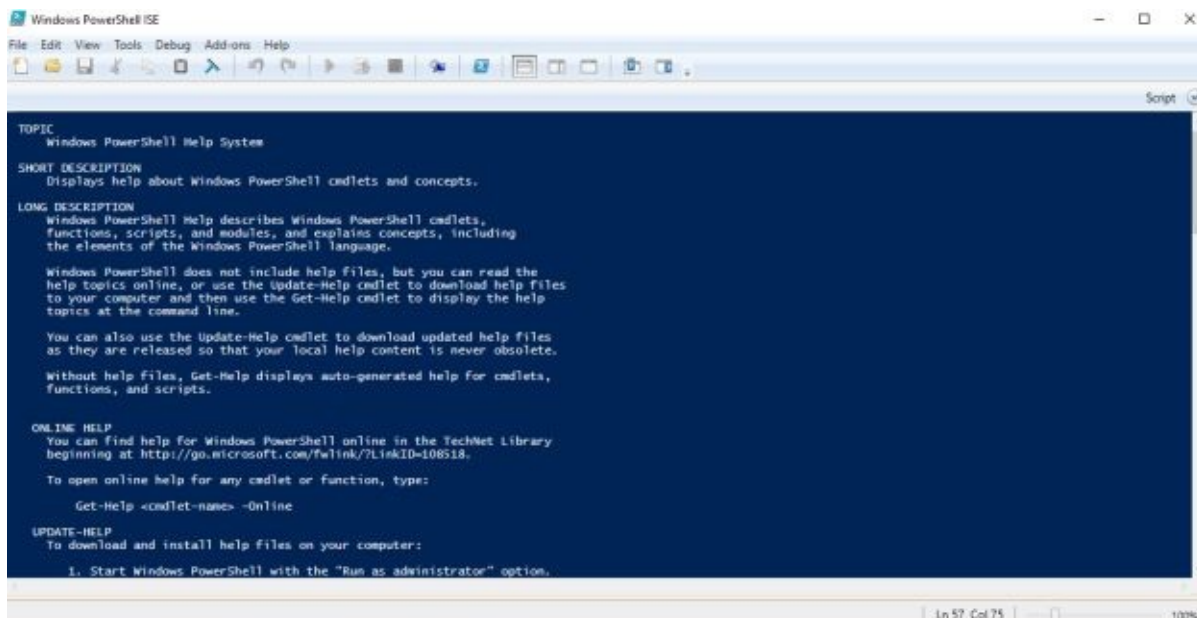 Windows PowerShell ISE
File Edit View Tools Debug Add-ons Help
Script
TOPIC
Windows PowerShell Help System
SHORT DESCRIPTION
Displays help about Windows PowerShell cmdlets and concepts.
LONG DESCRIPTION
Windows PowerShell Help describes Windows PowerShell cmdlets,
functions, scripts, and modules, and explains concepts, including
the elements of the Windows PowerShell language.
Windows PowerShell does not include help files, but you can read the
help topics online, or use the Update-Help cmdlet to download help files
to your computer and then use the Get-Help cmdlet to display the help
topics at the command line.
You can also use the Update-Help cmdlet to download updated help files
as they are released so that your local help content is never obsolete.
Without help files, Get-Help displays auto-generated help for cmdlets,
functions, and scripts.
ONLINE HELP
You can find help for Windows PowerShell online in the TechNet Library
beginning at http://go.microsoft.com/fwlink/?LinkID=108518.
To open online help for any cmdlet or function, type:
Get-Help <cmdlet-name> -Online
UPDATE-HELP
To download and install help files on your computer:
1. Start Windows PowerShell with the "Run as administrator" option.
Ln 57 Col 75 100%